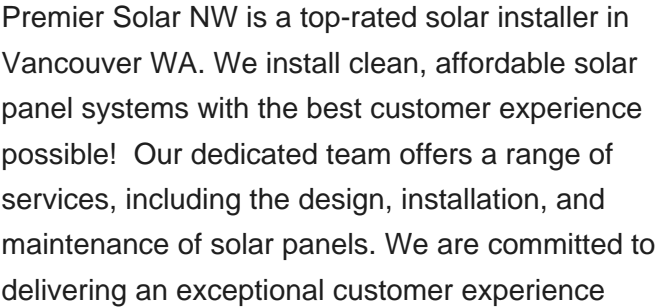 Premier Solar NW is a top-rated solar installer in
Vancouver WA. We install clean, affordable solar
panel systems with the best customer experience
possible!  Our dedicated team offers a range of
services, including the design, installation, and
maintenance of solar panels. We are committed to
delivering an exceptional customer experience